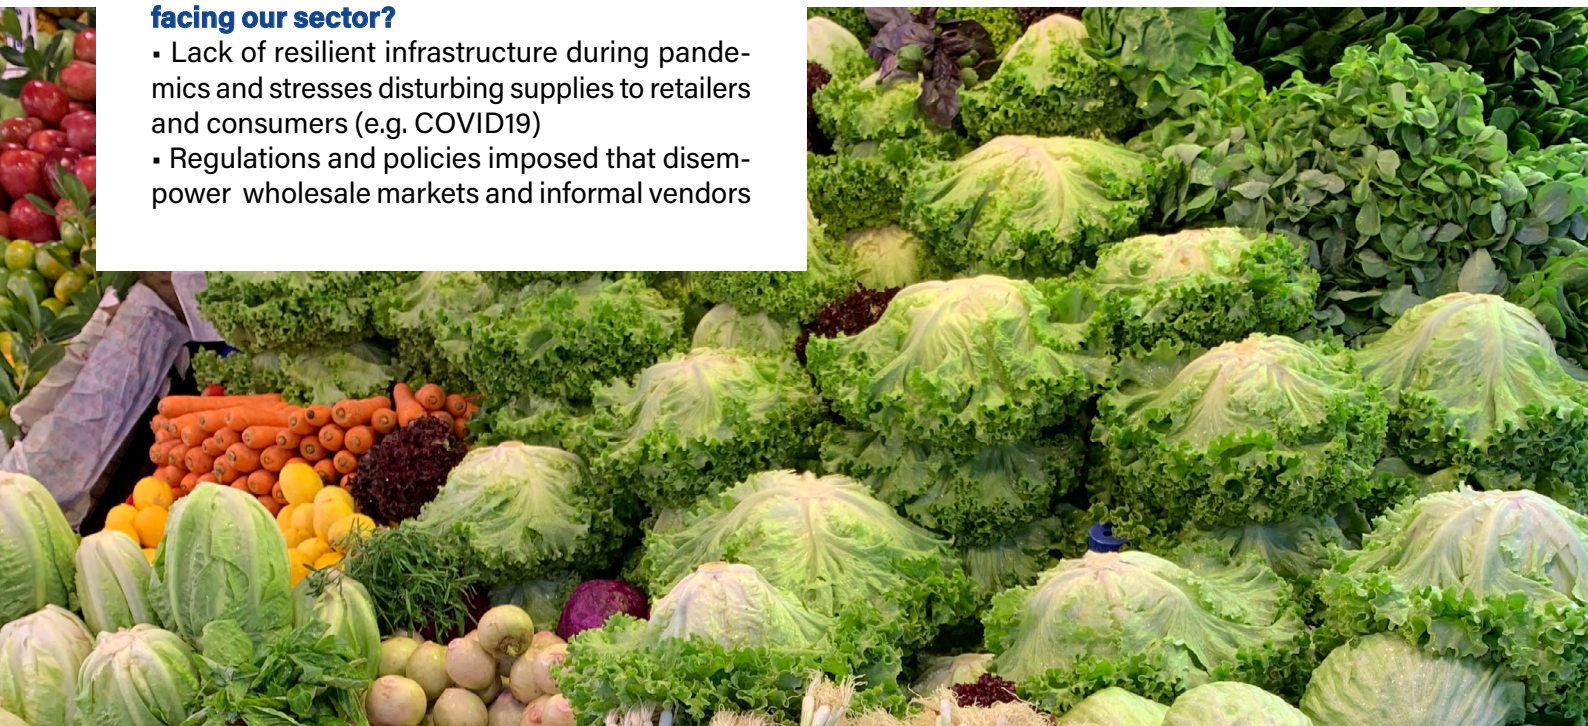 facing our sector?
▪ Lack of resilient infrastructure during pande-
mics and stresses disturbing supplies to retailers
and consumers (e.g. COVID19)
▪ Regulations and policies imposed that disem-
power  wholesale markets and informal vendors